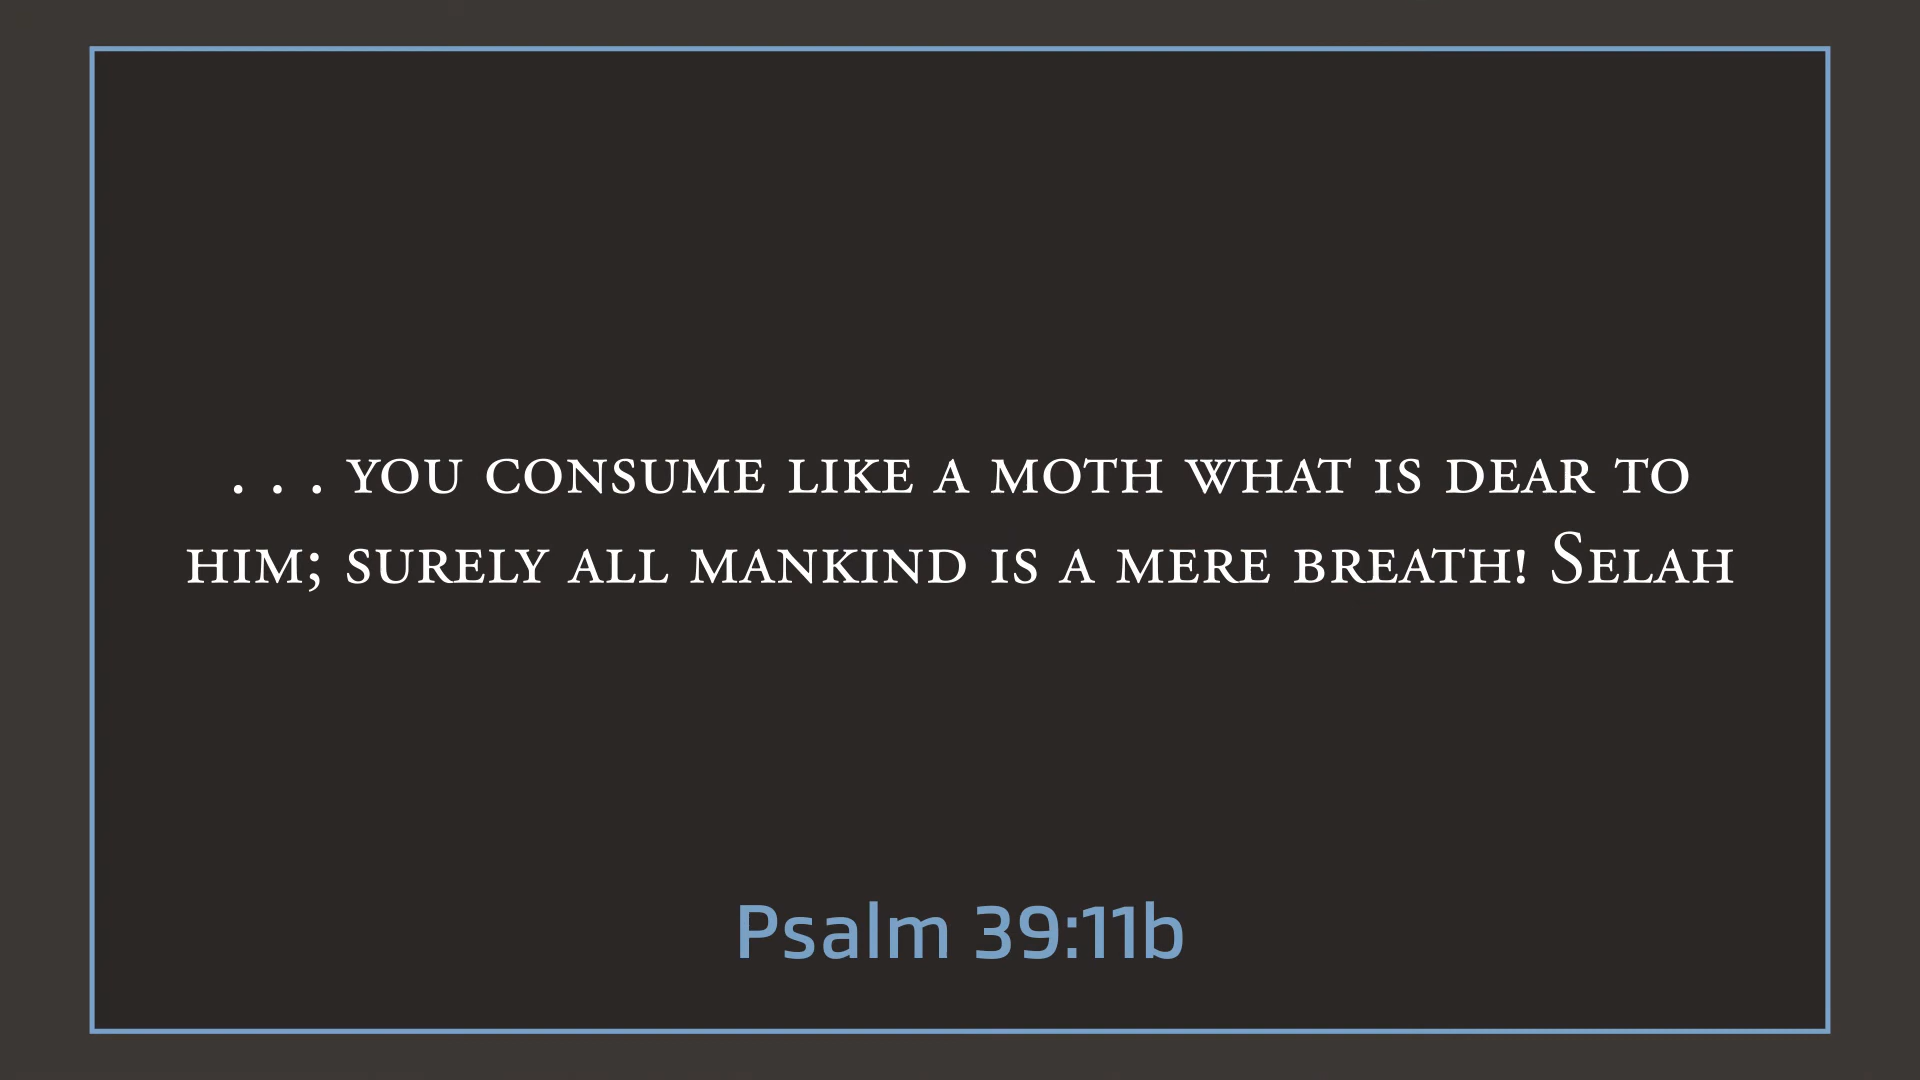 . . . you consume like a moth what is dear to
him; surely all mankind is a mere breath! Selah
Psalm 39:11b